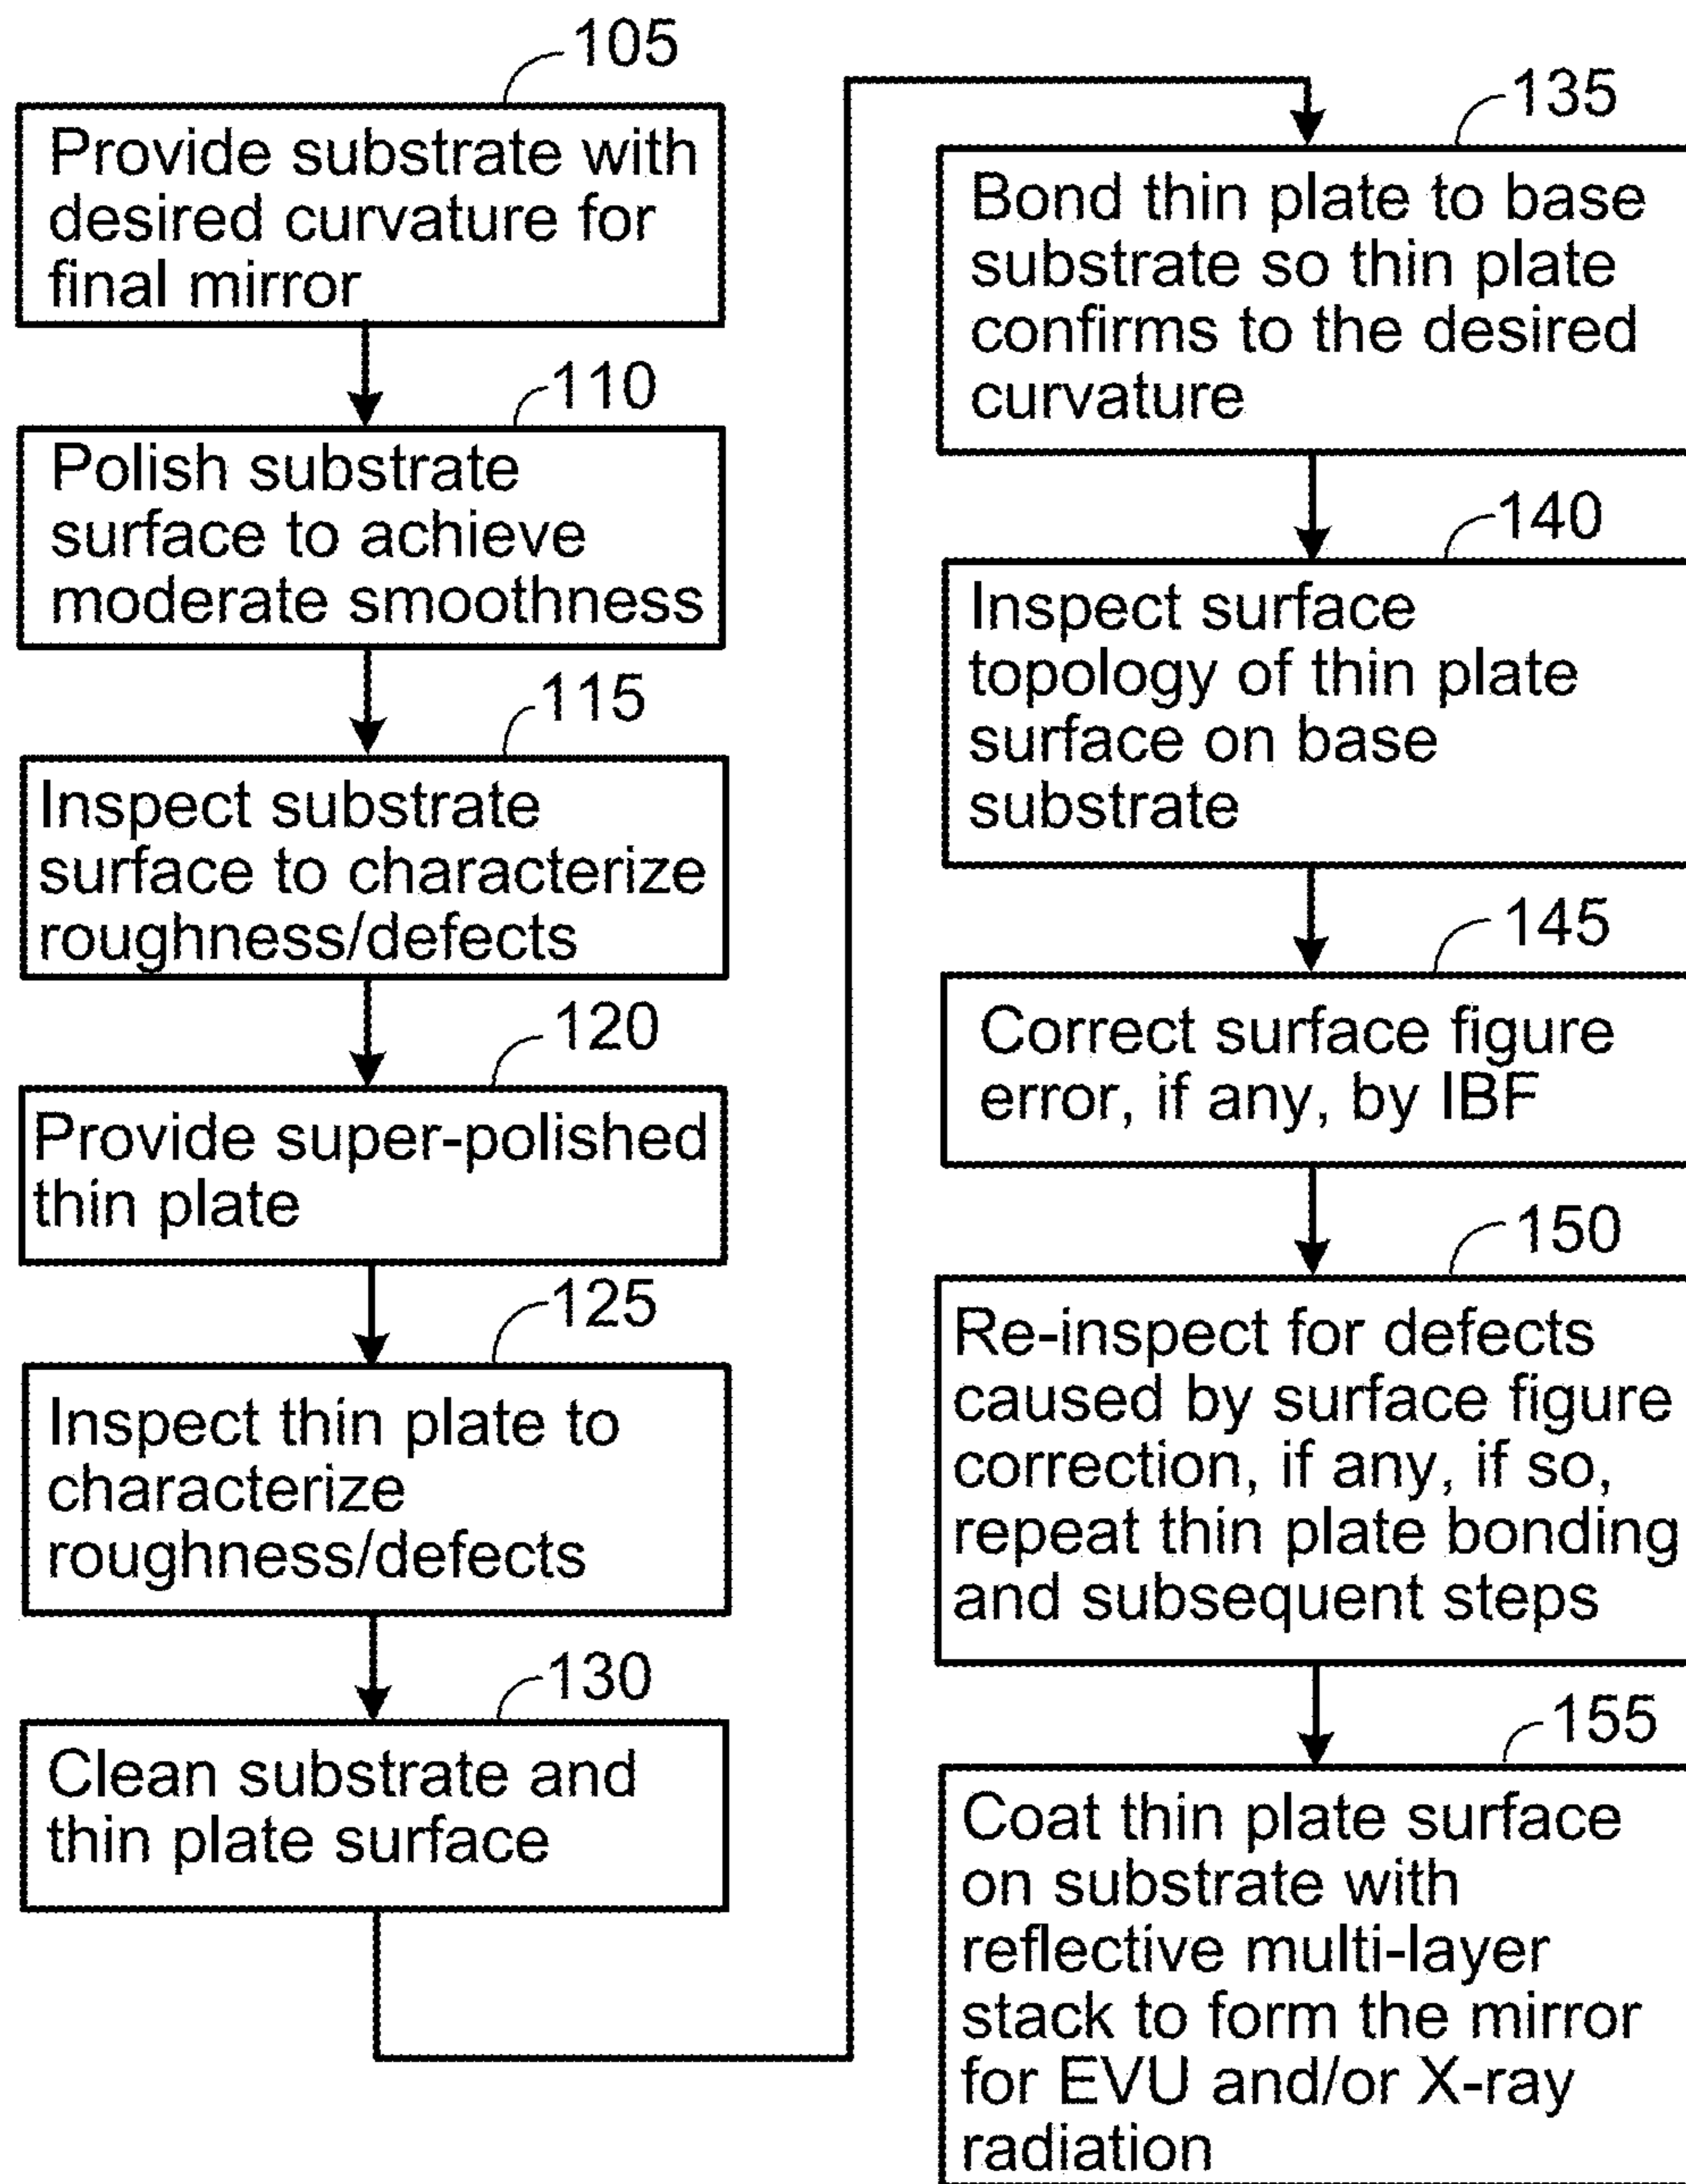 105
Provide substrate with
desired curvature for
final mirror
110
Polish substrate
surface to achieve
moderate smoothness
115
Inspect substrate
surface to characterize
roughness/defects
120
Provide super-polished
thin plate
125
Inspect thin plate to
characterize
roughness/defects
130
Clean substrate and
thin plate surface
135
Bond thin plate to base
substrate so thin plate
confirms to the desired
curvature
140
Inspect surface
topology of thin plate
surface on base
substrate
145
Correct surface figure
error, if any, by IBF
150
Re-inspect for defects
caused by surface figure
correction, if any, if so,
repeat thin plate bonding
and subsequent steps
155
Coat thin plate surface
on substrate with
reflective multi-layer
stack to form the mirror
for EVU and/or X-ray
radiation